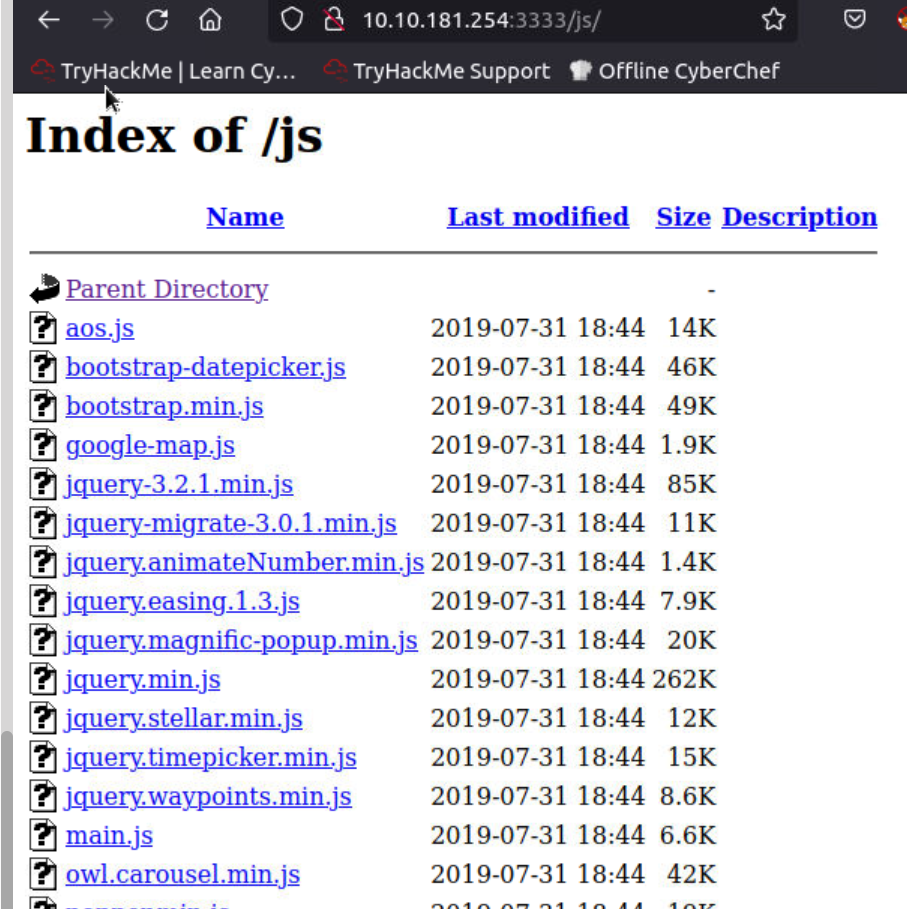 10.10.181.254:3333/js/
TryHackMe | Learn Cy... TryHackMe Support Offline CyberChef
Index of /js
Name Last modified Size Description
Parent Directory -
aos.js 2019-07-31 18:44 14K
bootstrap-datepicker.js 2019-07-31 18:44 46K
bootstrap.min.js 2019-07-31 18:44 49K
google-map.js 2019-07-31 18:44 1.9K
jquery-3.2.1.min.js 2019-07-31 18:44 85K
jquery-migrate-3.0.1.min.js 2019-07-31 18:44 11K
jquery.animateNumber.min.js 2019-07-31 18:44 1.4K
jquery.easing.1.3.js 2019-07-31 18:44 7.9K
jquery.magnific-popup.min.js 2019-07-31 18:44 20K
jquery.min.js 2019-07-31 18:44 262K
jquery.stellar.min.js 2019-07-31 18:44 12K
jquery.timepicker.min.js 2019-07-31 18:44 15K
jquery.waypoints.min.js 2019-07-31 18:44 8.6K
main.js 2019-07-31 18:44 6.6K
owl.carousel.min.js 2019-07-31 18:44 42K
2019-07-31 18:44